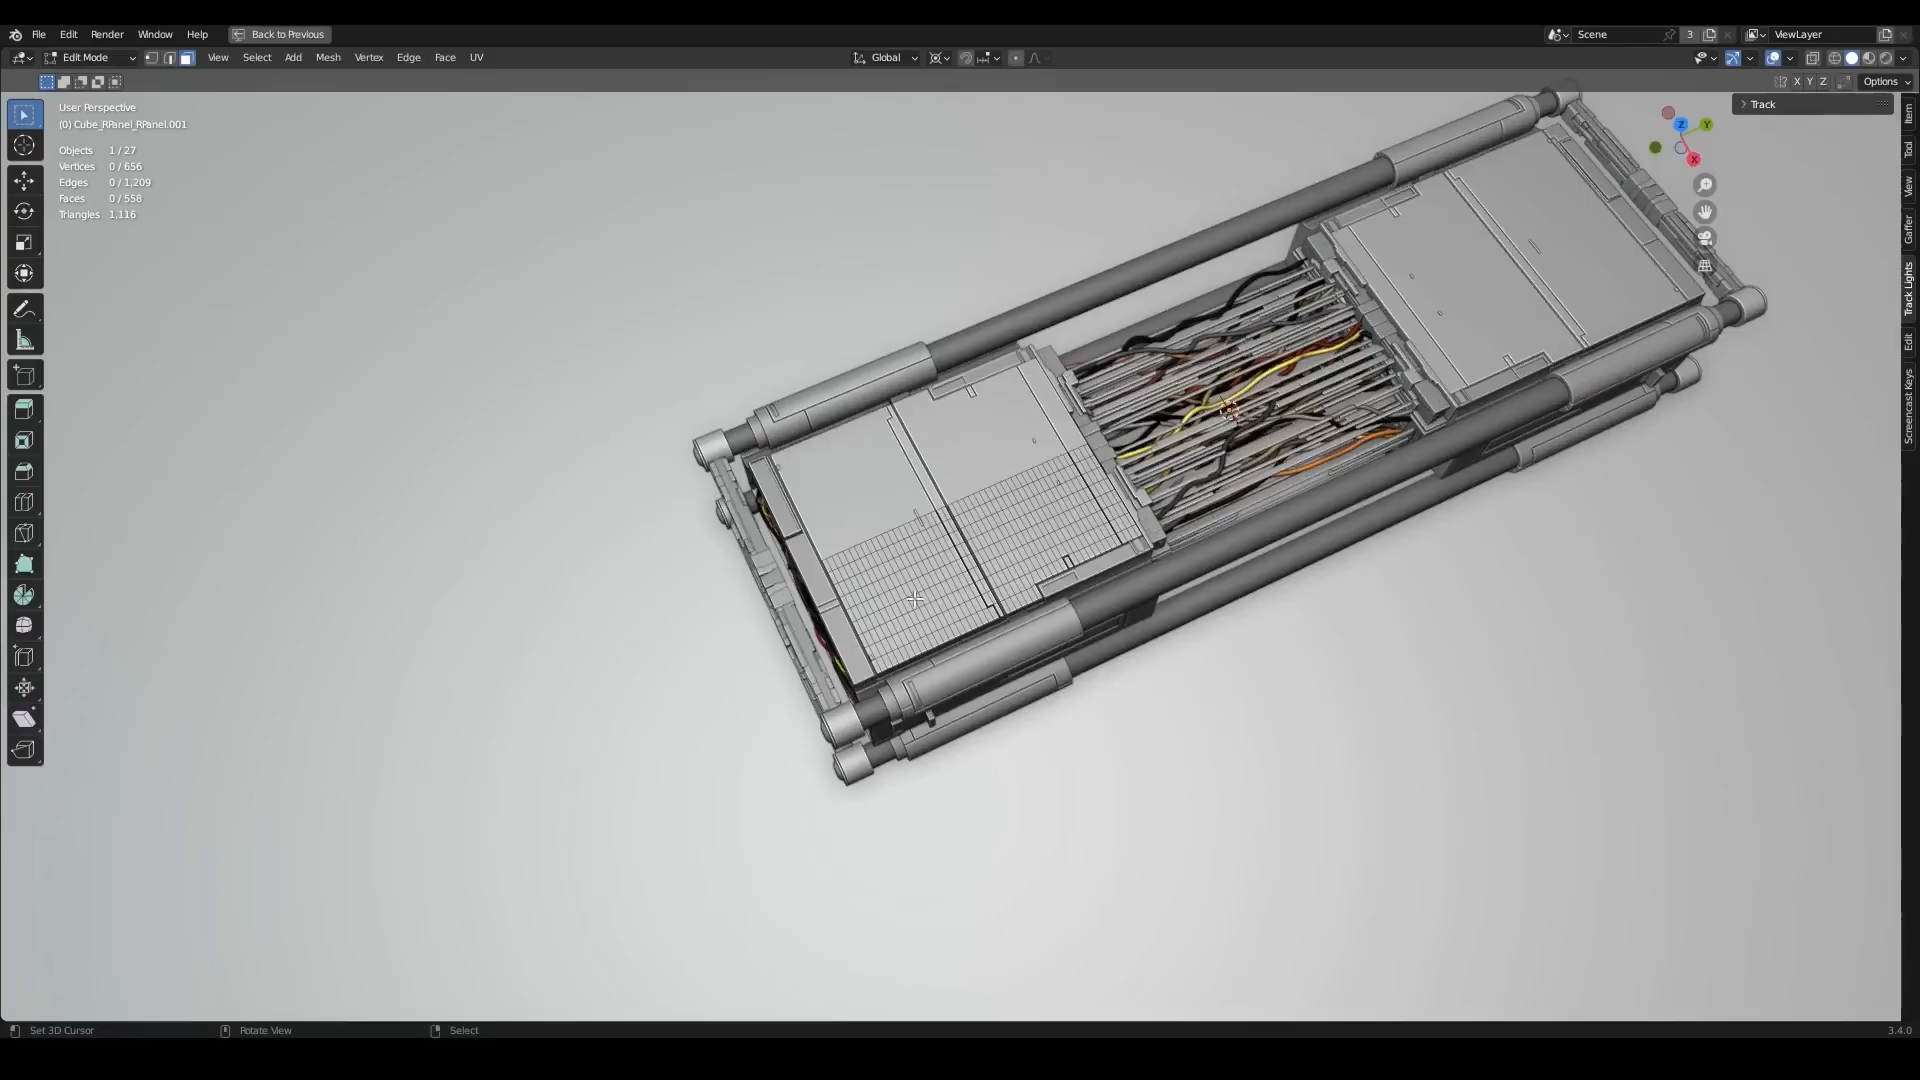 File Edit Render Window Help Back to Previous Scene 3 ViewLayer
Edit Mode View Select Add Mesh Vertex Edge Face UV Global
X Y Z Options
User Perspective
(0) Cube_RPanel_RPanel.001
Objects 1 / 27
Vertices 0 / 656
Edges 0 / 1,209
Faces 0 / 558
Triangles 1,116
Track
Z
Y
X
Item
Tool
View
Gaffer
Track Lights
Edit
Screencast Keys
Set 3D Cursor Rotate View Select 3.4.0